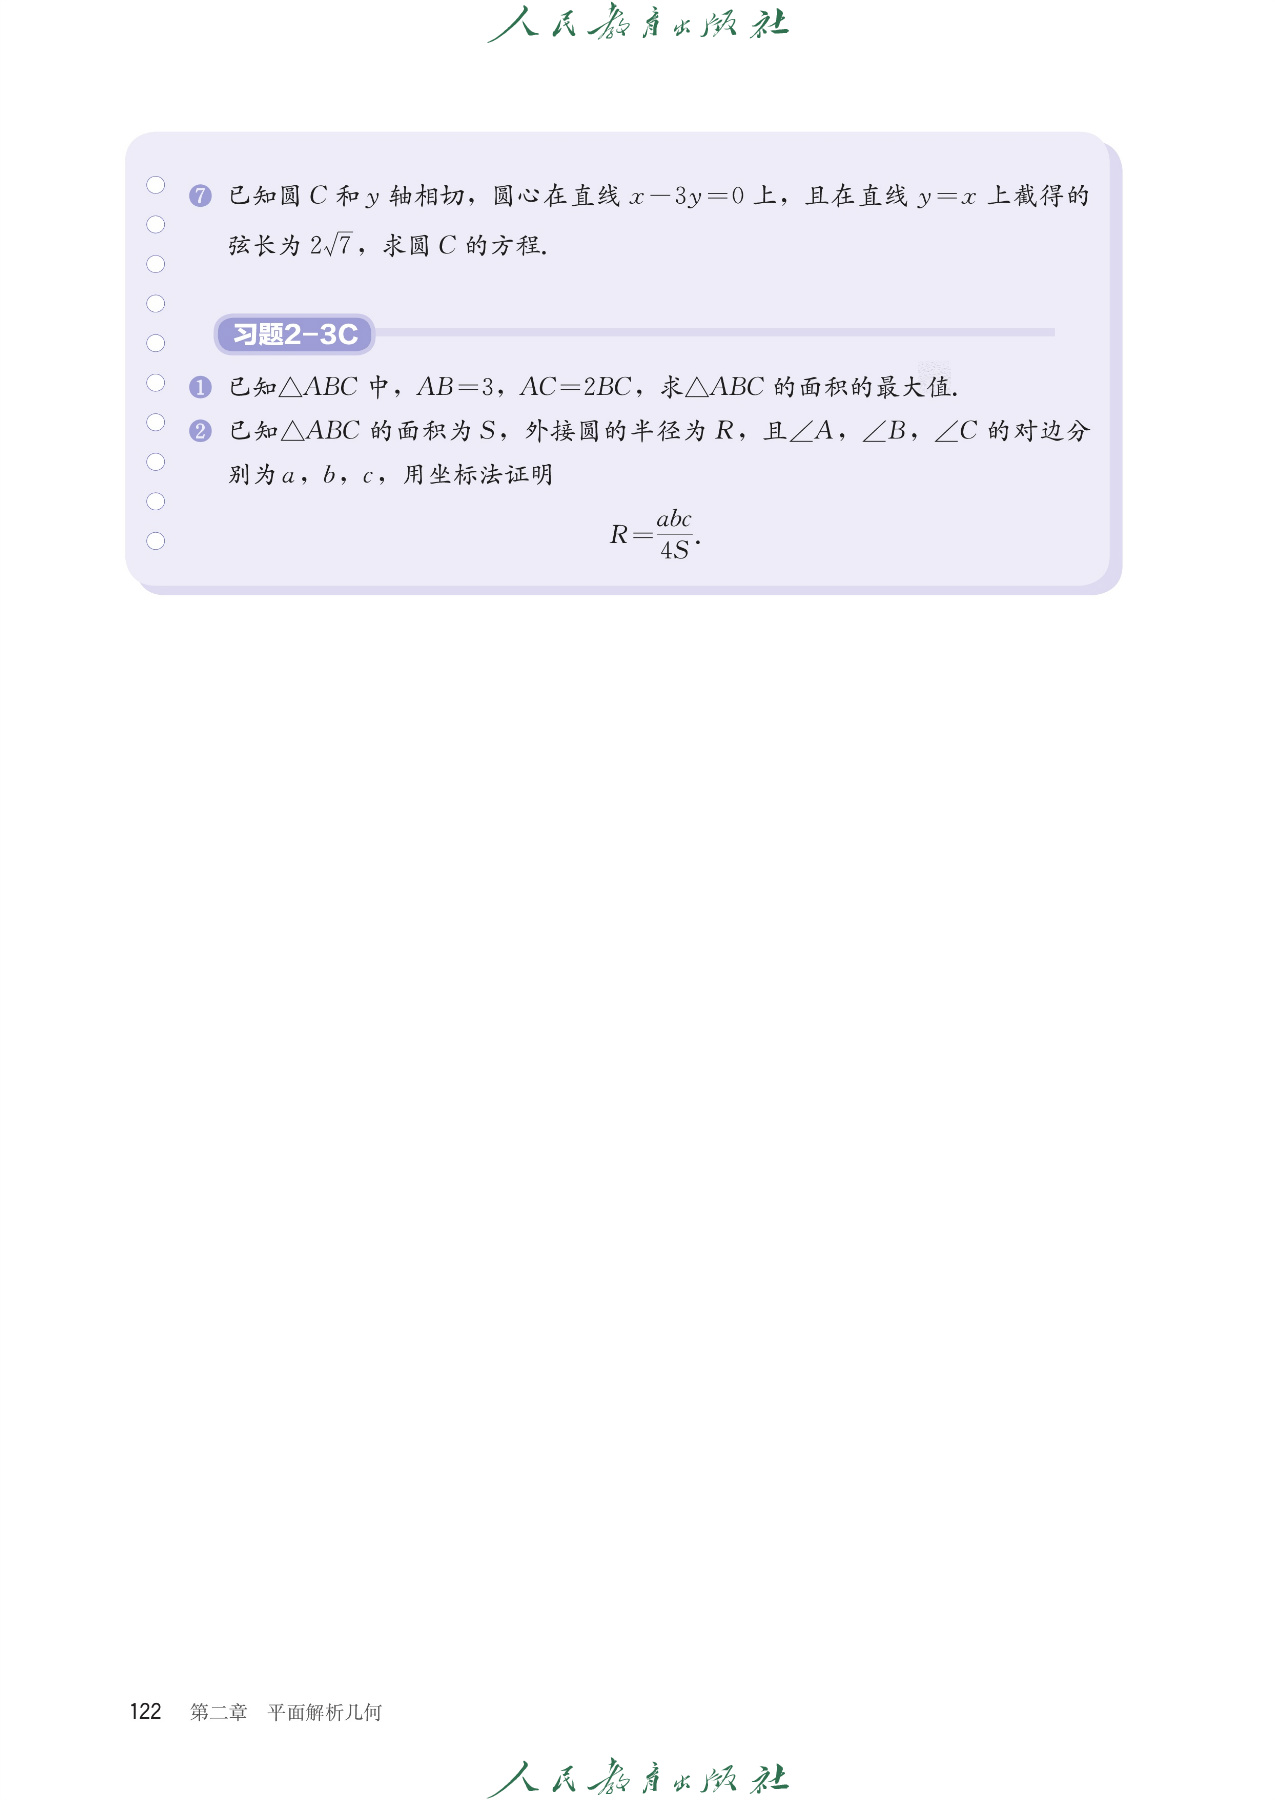 人民教育出版社
7 已知圆 C 和 y 轴相切，圆心在直线 x－3y＝0 上，且在直线 y＝x 上截得的
弦长为 2√7，求圆 C 的方程.
习题2-3C
1 已知△ABC 中，AB＝3，AC＝2BC，求△ABC 的面积的最大值.
2 已知△ABC 的面积为 S，外接圆的半径为 R，且∠A，∠B，∠C 的对边分
别为 a，b，c，用坐标法证明
R＝abc/4S.
122 第二章 平面解析几何
人民教育出版社